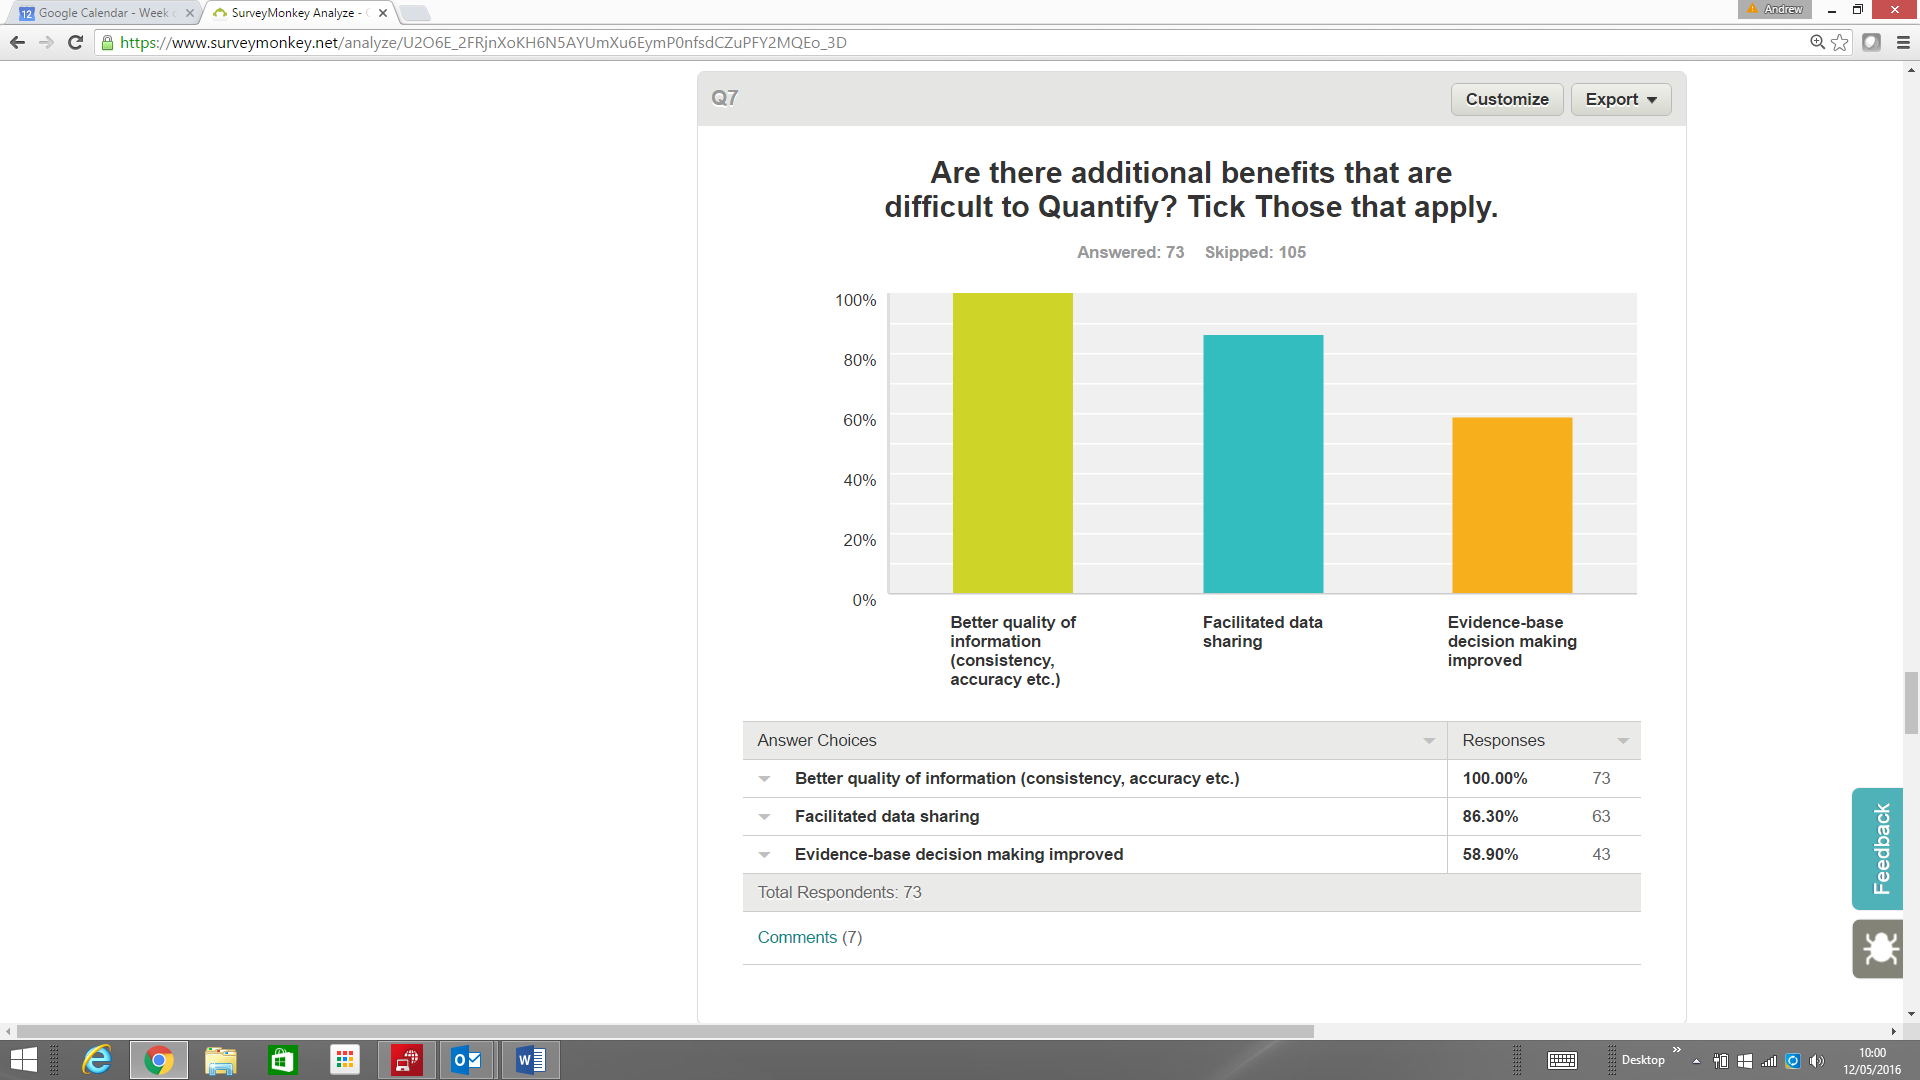 12 Google Calendar - Week
SurveyMonkey Analyze -
Andrew
https://www.surveymonkey.net/analyze/U2O6E_2FRjnXoKH6N5AYUmXu6EymP0nfsdCZuPFY2MQEo_3D
Q7
Customize
Export
Are there additional benefits that are
difficult to Quantify? Tick Those that apply.
Answered: 73 Skipped: 105
100%
80%
60%
40%
20%
0%
Better quality of
information
(consistency,
accuracy etc.)
Facilitated data
sharing
Evidence-base
decision making
improved
Answer Choices Responses
Better quality of information (consistency, accuracy etc.) 100.00% 73
Facilitated data sharing 86.30% 63
Evidence-base decision making improved 58.90% 43
Total Respondents: 73
Comments (7)
Feedback
Desktop
10:00
12/05/2016